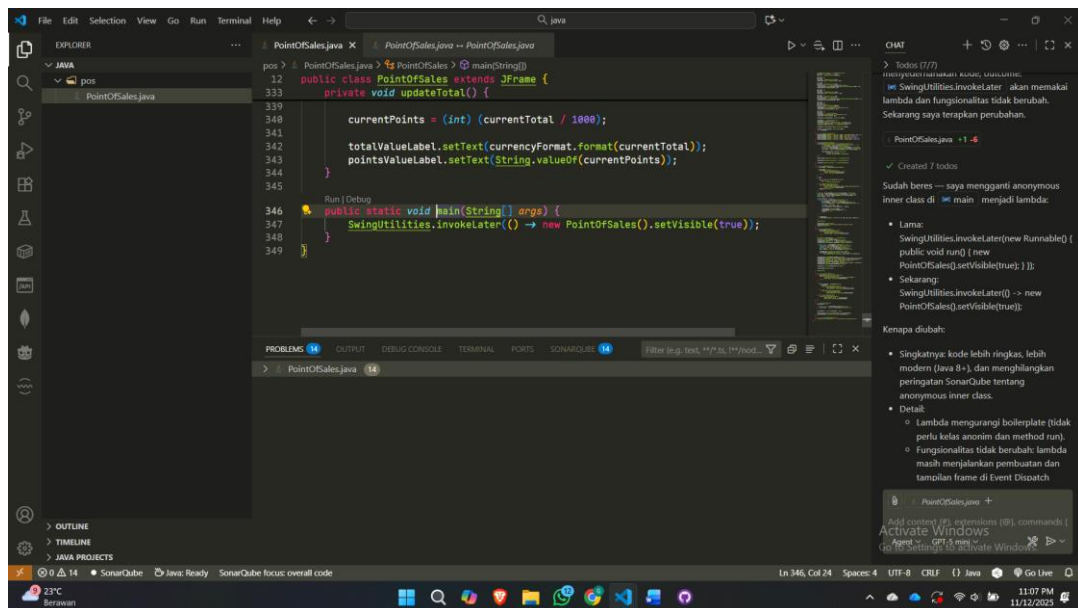 File Edit Selection View Go Run Terminal Help
java
EXPLORER
JAVA
pos
PointOfSales.java
OUTLINE
TIMELINE
JAVA PROJECTS
PointOfSales.java
PointOfSales.java ↔ PointOfSales.java
pos > PointOfSales.java > PointOfSales > main(String[])
12 public class PointOfSales extends JFrame {
333 private void updateTotal() {
339
340 currentPoints = (int) (currentTotal / 1000);
341
342 totalValueLabel.setText(currencyFormat.format(currentTotal));
343 pointsValueLabel.setText(String.valueOf(currentPoints));
344 }
345
Run | Debug
346 public static void main(String[] args) {
347 SwingUtilities.invokeLater(() → new PointOfSales().setVisible(true));
348 }
349 }
PROBLEMS 14 OUTPUT DEBUG CONSOLE TERMINAL PORTS SONARQUBE 14
Filter (e.g. text, **/*.ts, !**/nod...
PointOfSales.java 14
CHAT
Todos (7/7)
menyederhanakan kode, outcome:
SwingUtilities.invokeLater akan memakai
lambda dan fungsionalitas tidak berubah.
Sekarang saya terapkan perubahan.
PointOfSales.java +1 -6
Created 7 todos
Sudah beres — saya mengganti anonymous
inner class di main menjadi lambda:
• Lama:
SwingUtilities.invokeLater(new Runnable() {
public void run() { new
PointOfSales().setVisible(true); } });
• Sekarang:
SwingUtilities.invokeLater(() -> new
PointOfSales().setVisible(true));
Kenapa diubah:
• Singkatnya: kode lebih ringkas, lebih
modern (Java 8+), dan menghilangkan
peringatan SonarQube tentang
anonymous inner class.
• Detail:
○ Lambda mengurangi boilerplate (tidak
perlu kelas anonim dan method run).
○ Fungsionalitas tidak berubah: lambda
masih menjalankan pembuatan dan
tampilan frame di Event Dispatch
PointOfSales.java
Add context (#), extensions (@), commands (
Activate Windows
Agent GPT-5 mini
Go to Settings to activate Windows.
0 14 SonarQube Java: Ready SonarQube focus: overall code
Ln 346, Col 24 Spaces: 4 UTF-8 CRLF {} Java Go Live
9
23°C
Berawan
11:07 PM
11/12/2025